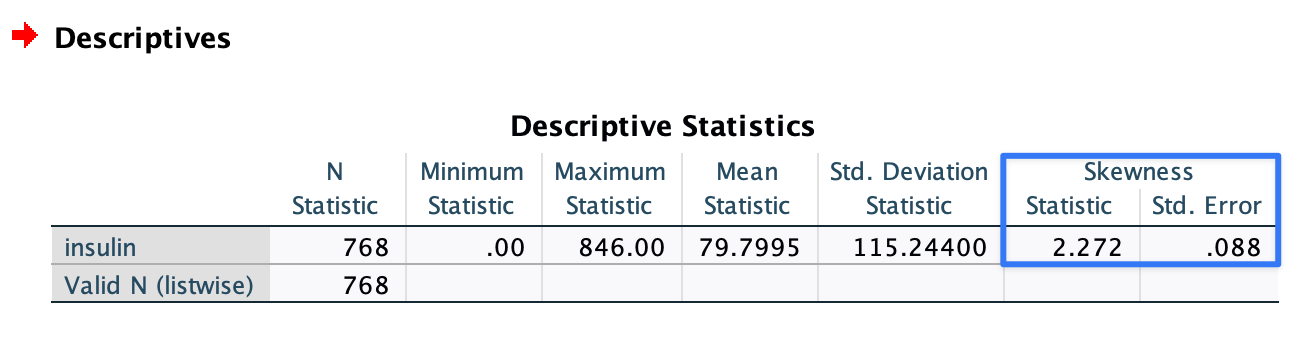 Descriptives
Descriptive Statistics
N Minimum Maximum Mean Std. Deviation Skewness
Statistic Statistic Statistic Statistic Statistic Statistic Std. Error
insulin 768 .00 846.00 79.7995 115.24400 2.272 .088
Valid N (listwise) 768